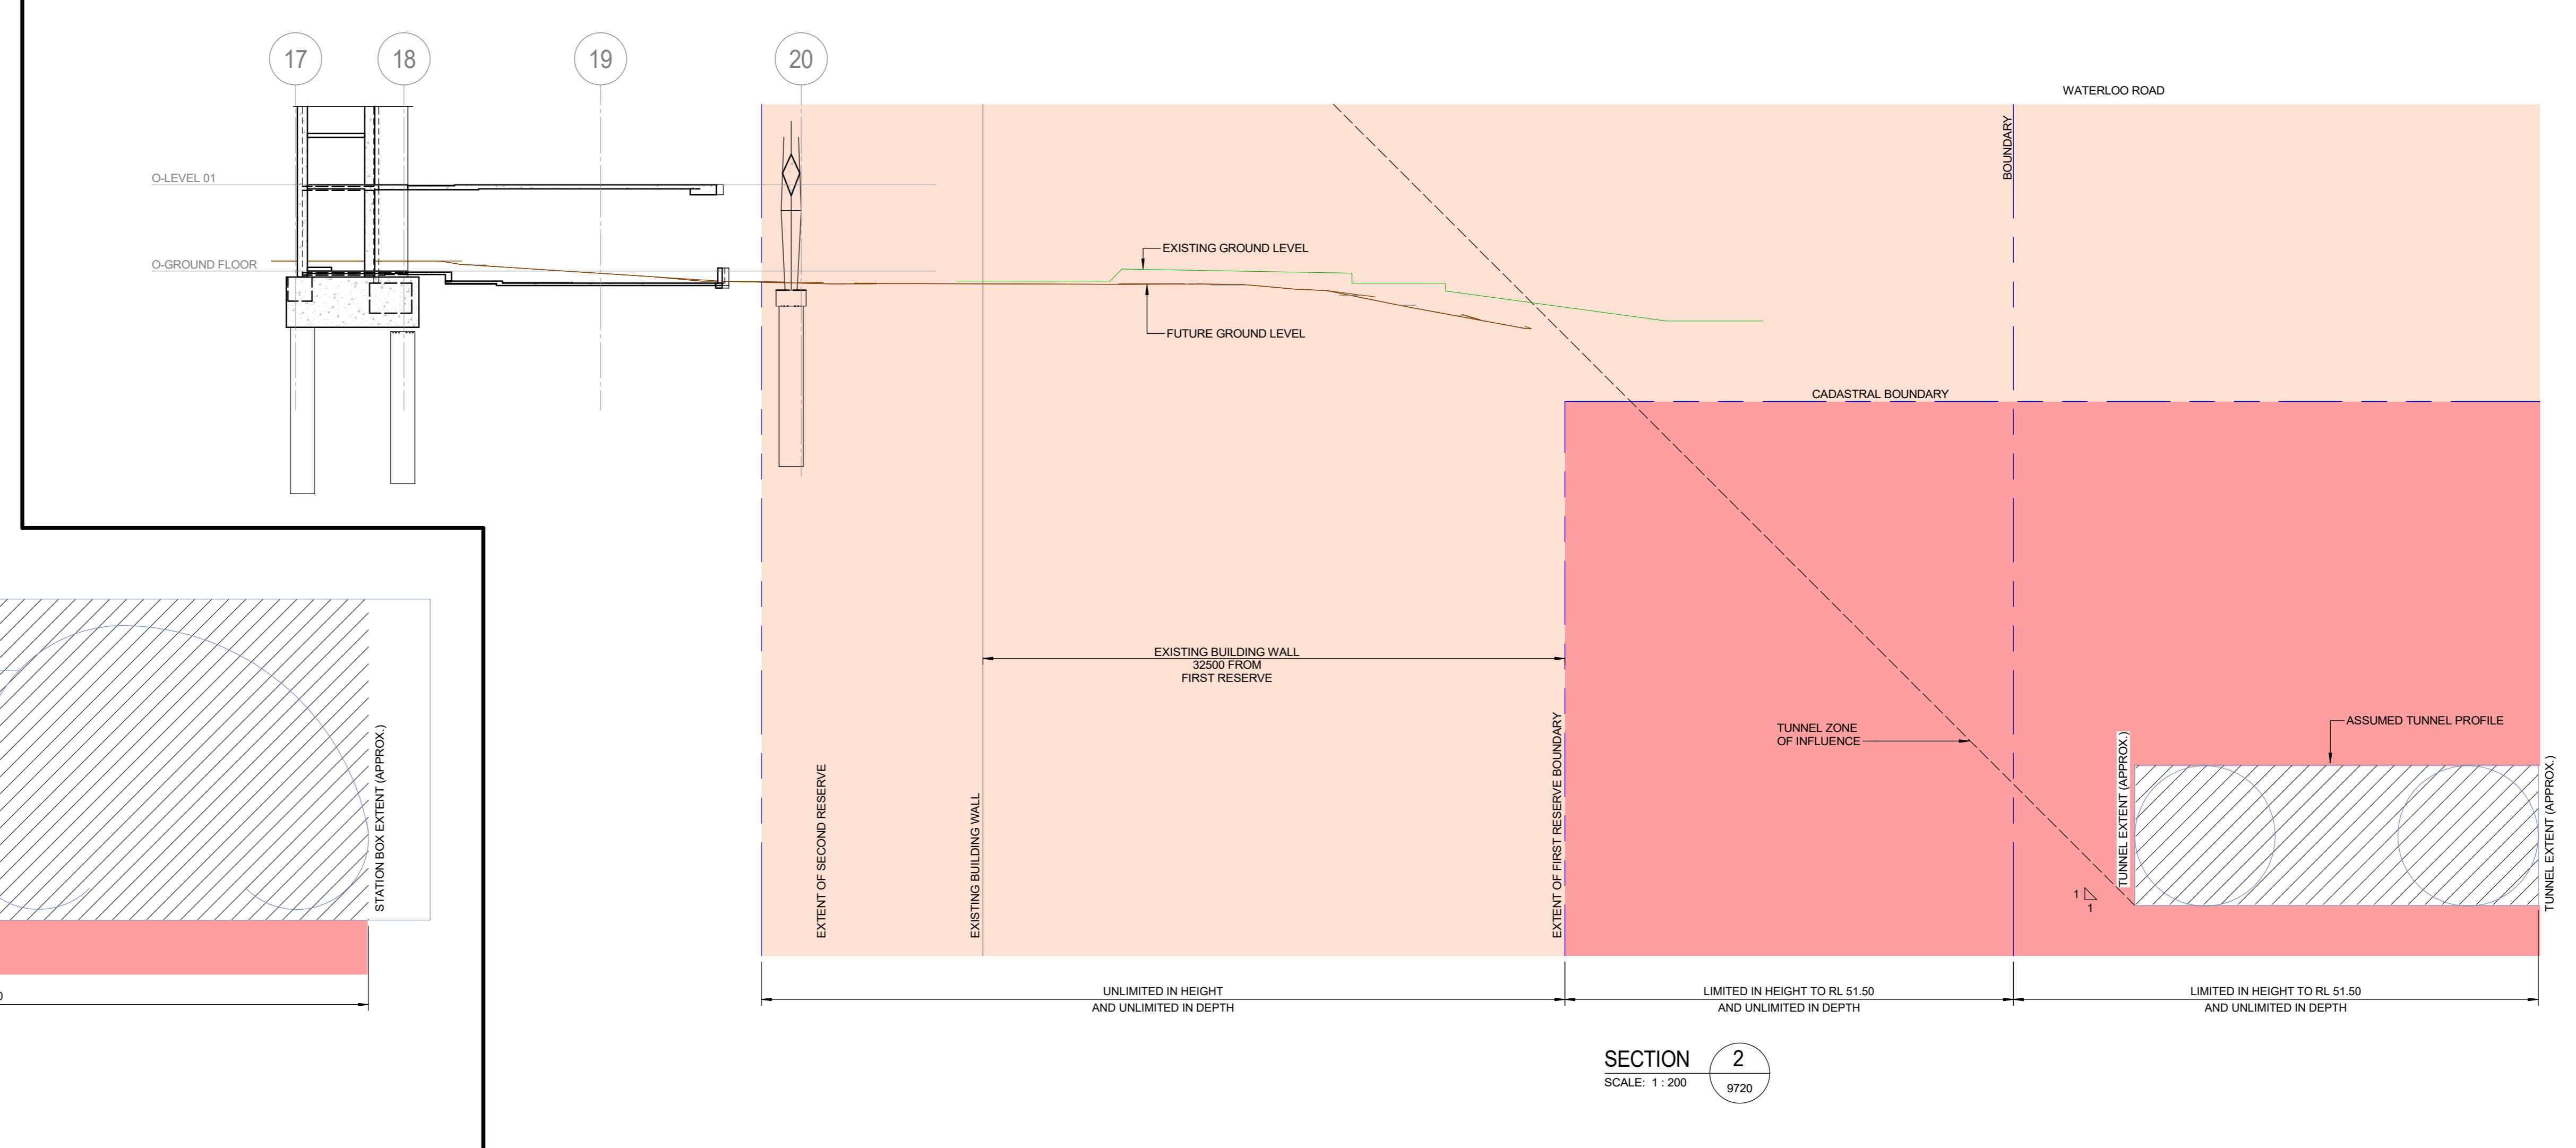 17
18
19
20
WATERLOO ROAD
BOUNDARY
O-LEVEL 01
O-GROUND FLOOR
EXISTING GROUND LEVEL
FUTURE GROUND LEVEL
CADASTRAL BOUNDARY
EXISTING BUILDING WALL
32500 FROM
FIRST RESERVE
STATION BOX EXTENT (APPROX.)
EXTENT OF SECOND RESERVE
EXISTING BUILDING WALL
EXTENT OF FIRST RESERVE BOUNDARY
TUNNEL ZONE
OF INFLUENCE
ASSUMED TUNNEL PROFILE
TUNNEL EXTENT (APPROX.)
TUNNEL EXTENT (APPROX.)
1
1
0
UNLIMITED IN HEIGHT
AND UNLIMITED IN DEPTH
LIMITED IN HEIGHT TO RL 51.50
AND UNLIMITED IN DEPTH
LIMITED IN HEIGHT TO RL 51.50
AND UNLIMITED IN DEPTH
SECTION
SCALE: 1 : 200
2
9720